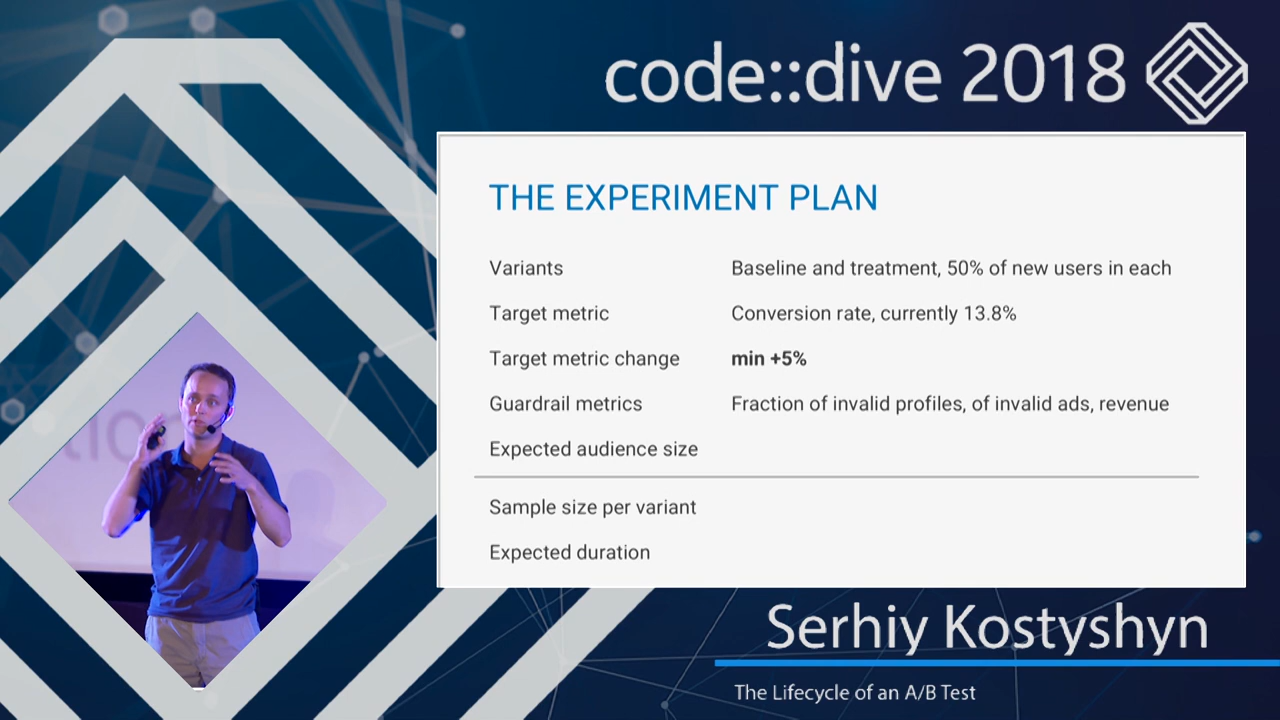 code::dive 2018
THE EXPERIMENT PLAN
Variants Baseline and treatment, 50% of new users in each
Target metric Conversion rate, currently 13.8%
Target metric change min +5%
Guardrail metrics Fraction of invalid profiles, of invalid ads, revenue
Expected audience size
Sample size per variant
Expected duration
Serhiy Kostyshyn
The Lifecycle of an A/B Test